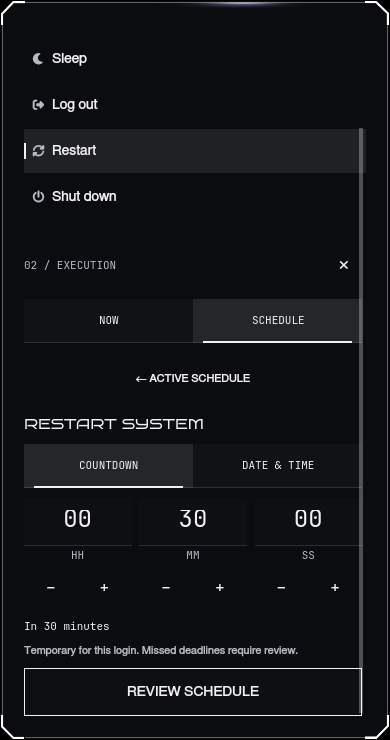 Sleep
Log out
Restart
Shut down
02 / EXECUTION ×
NOW SCHEDULE
← ACTIVE SCHEDULE
RESTART SYSTEM
COUNTDOWN DATE & TIME
00 30 00
HH MM SS
− + − + − +
In 30 minutes
Temporary for this login. Missed deadlines require review.
REVIEW SCHEDULE